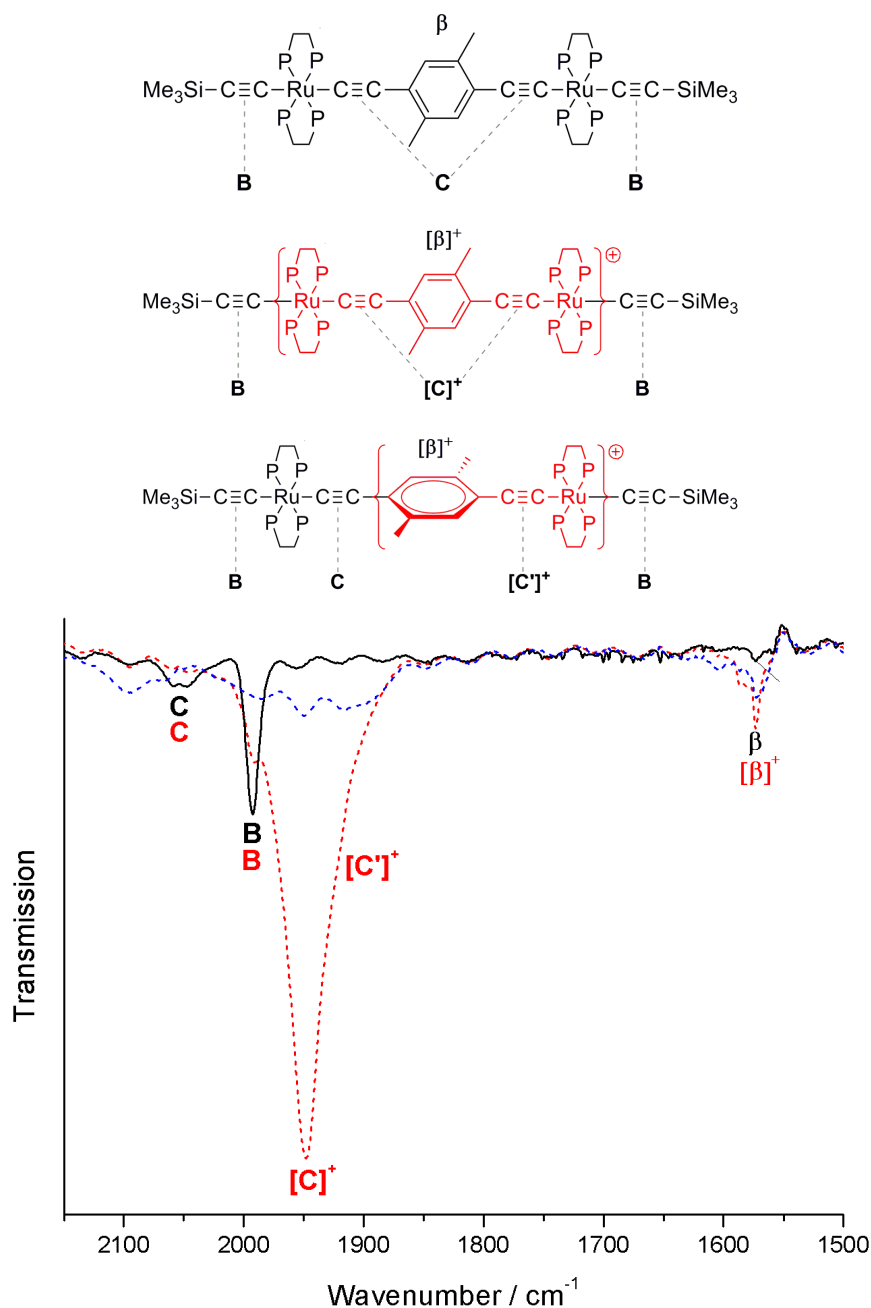 β
P P P P
Me₃Si C≡C Ru C≡C C≡C Ru C≡C SiMe₃
P P P P
B C B
[β]⁺
P P P P ⊕
Me₃Si C≡C Ru C≡C C≡C Ru C≡C SiMe₃
P P P P
B [C]⁺ B
[β]⁺
P P P P ⊕
Me₃Si C≡C Ru C≡C C≡C Ru C≡C SiMe₃
P P P P
B C [C']⁺ B
C
C
β
[β]⁺
B
B
[C']⁺
[C]⁺
Transmission
2100 2000 1900 1800 1700 1600 1500
Wavenumber / cm⁻¹